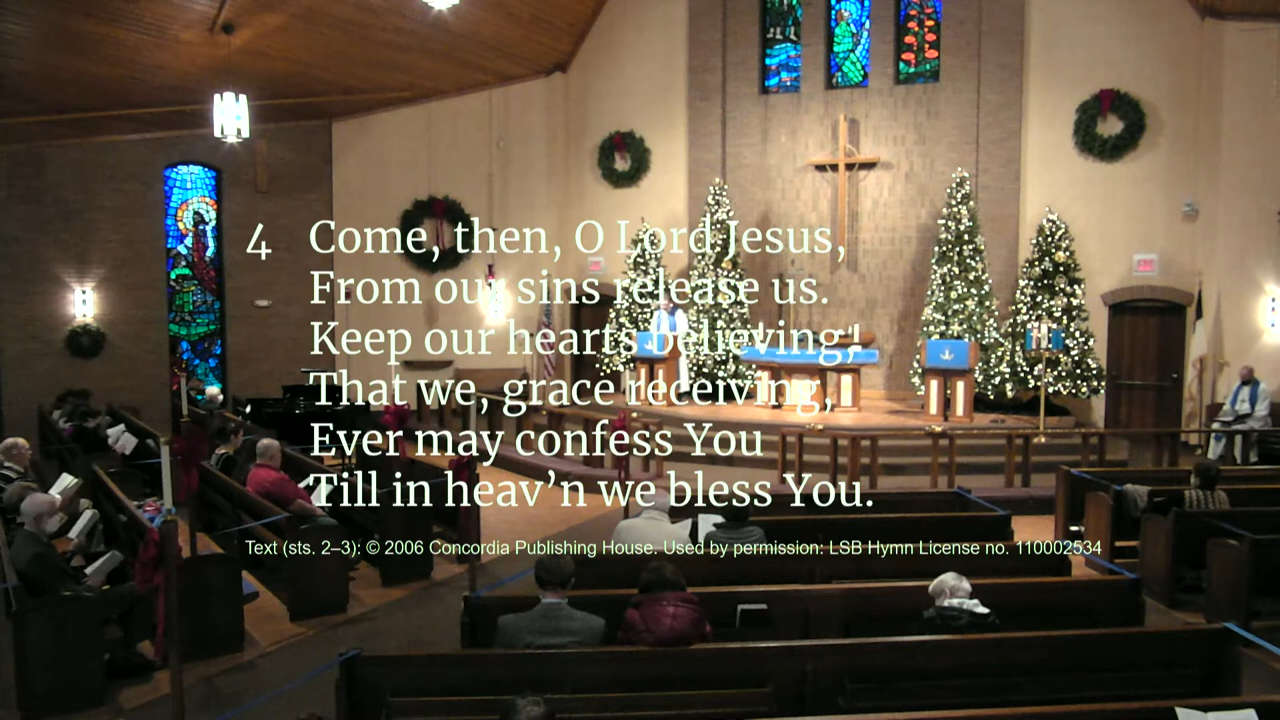 4 Come, then, O Lord Jesus,
From our sins release us.
Keep our hearts believing,
That we, grace receiving,
Ever may confess You
Till in heav’n we bless You.
Text (sts. 2–3): © 2006 Concordia Publishing House. Used by permission: LSB Hymn License no. 110002534